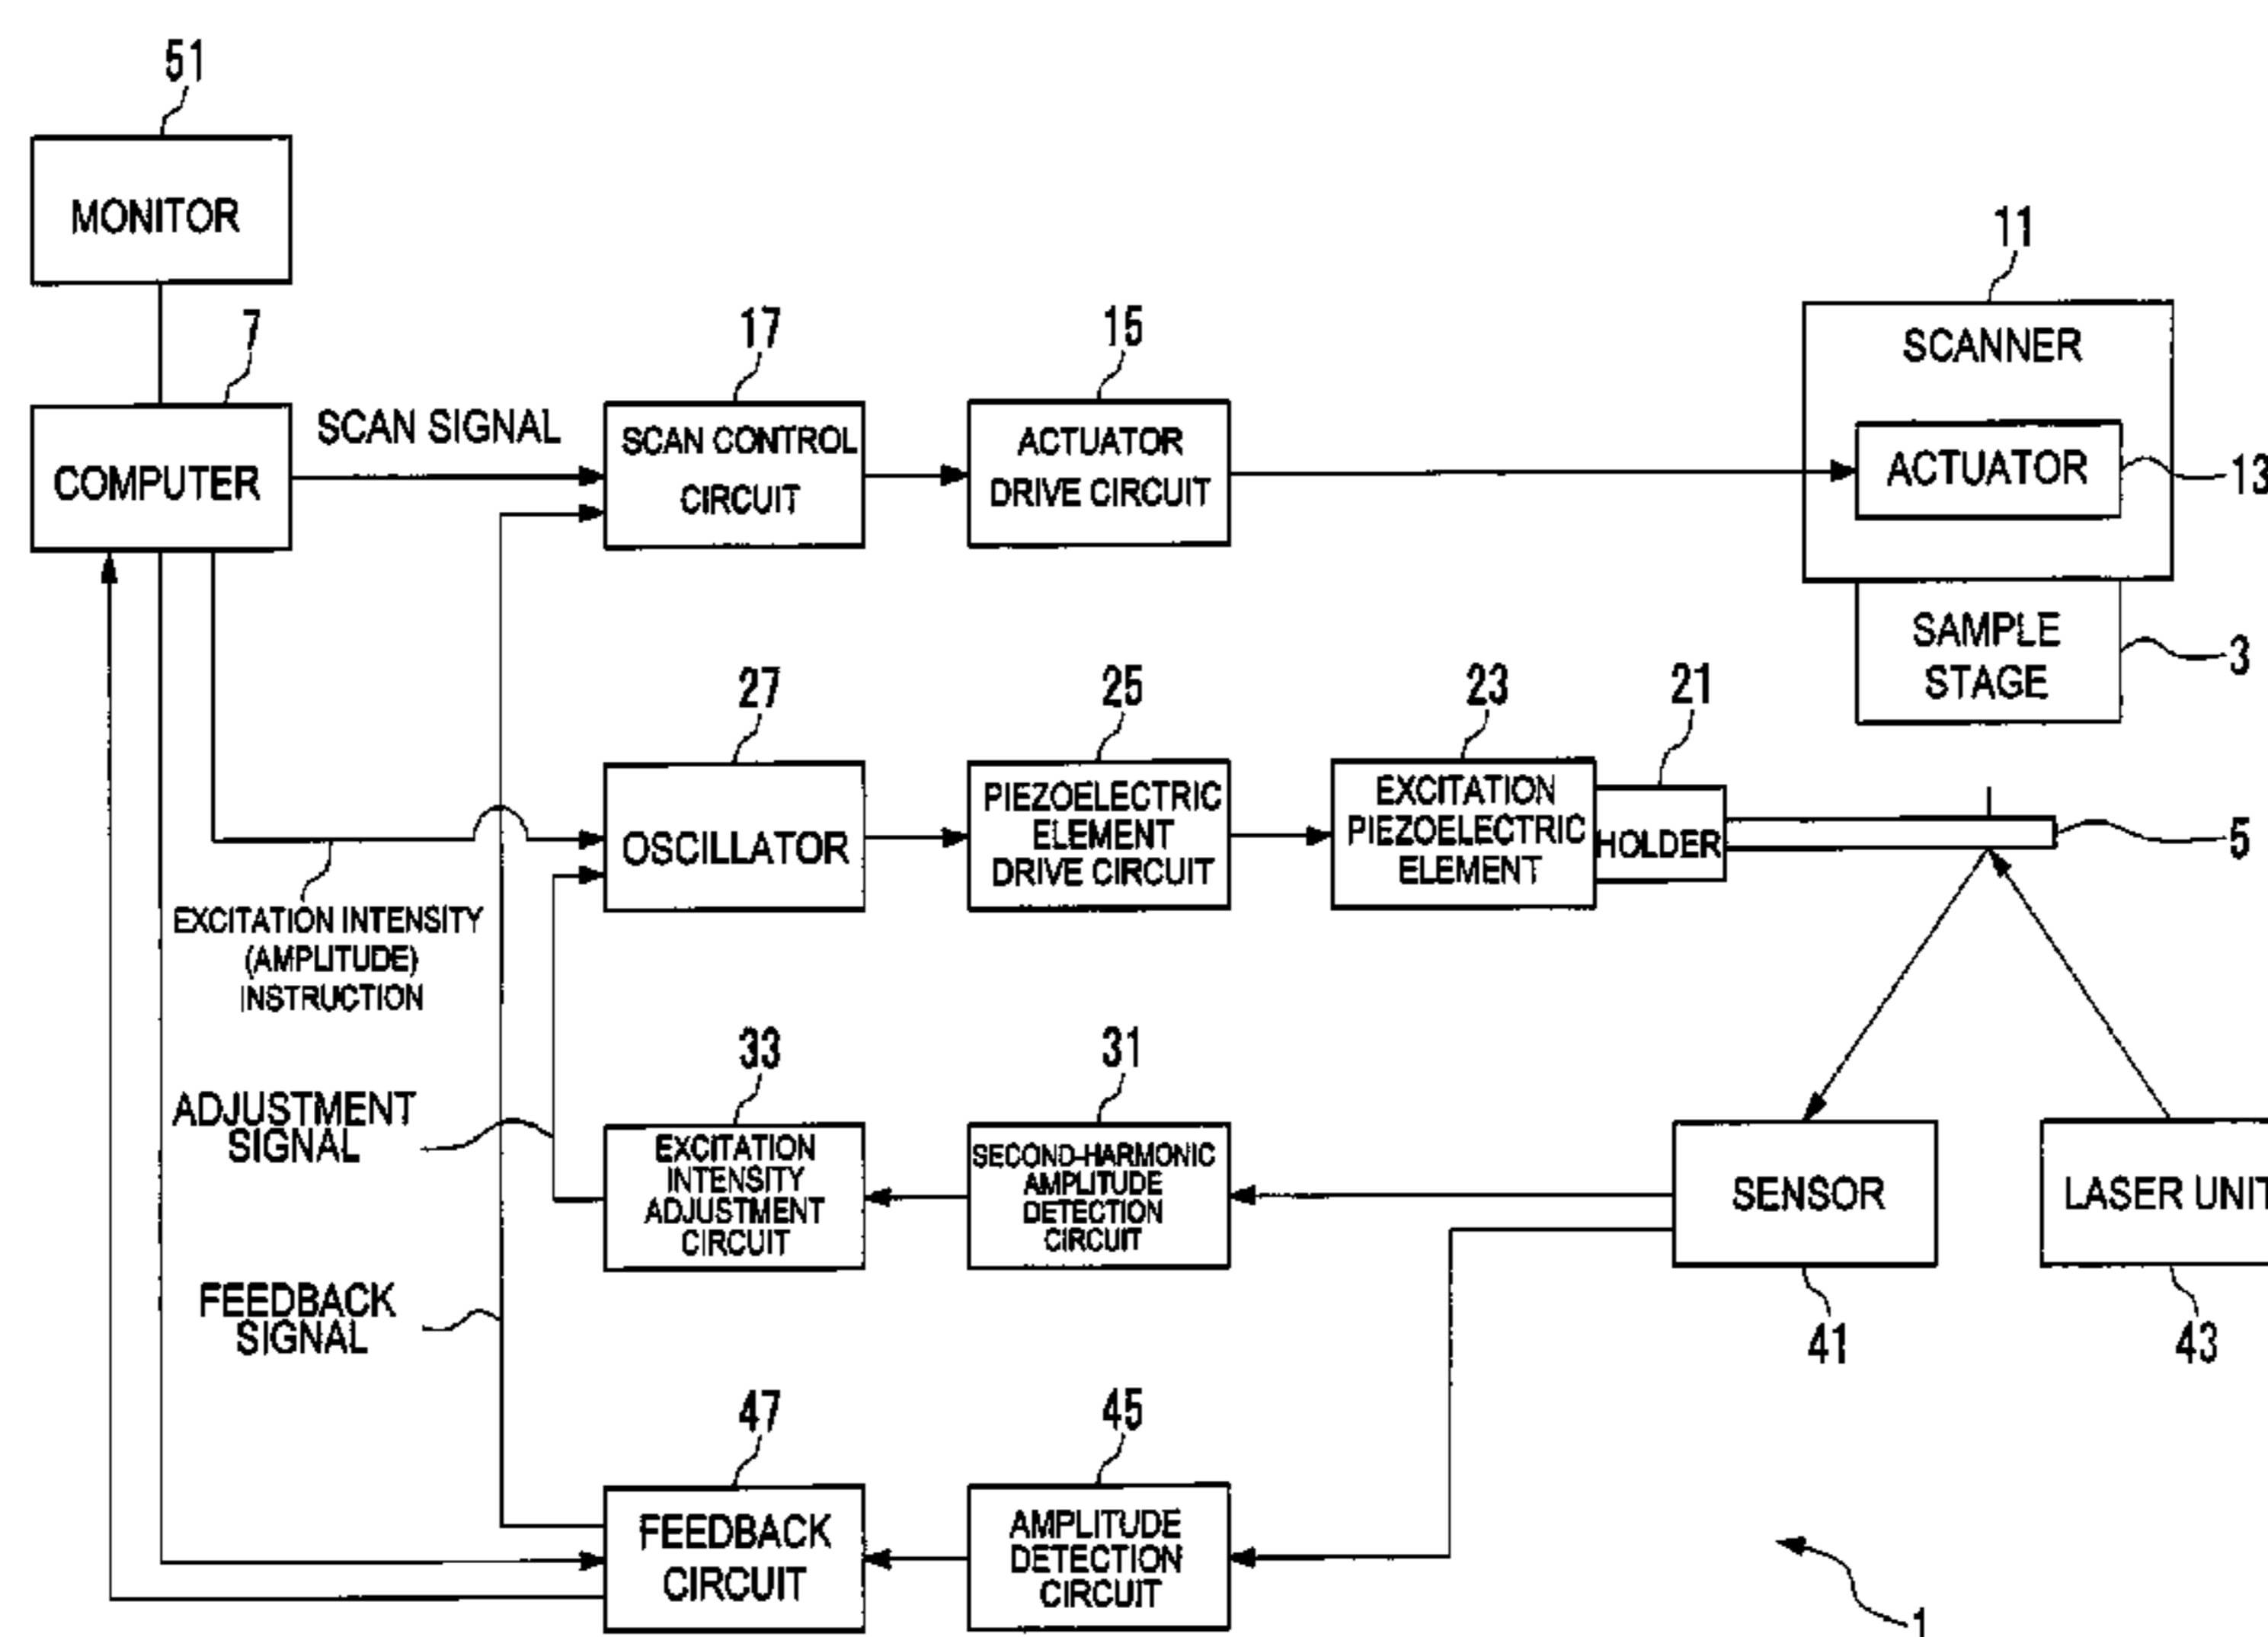 51
MONITOR
7
COMPUTER
SCAN SIGNAL
17
SCAN CONTROL
CIRCUIT
15
ACTUATOR
DRIVE CIRCUIT
11
SCANNER
ACTUATOR
13
SAMPLE
STAGE
3
27
OSCILLATOR
25
PIEZOELECTRIC
ELEMENT
DRIVE CIRCUIT
23
EXCITATION
PIEZOELECTRIC
ELEMENT
21
HOLDER
5
EXCITATION INTENSITY
(AMPLITUDE)
INSTRUCTION
ADJUSTMENT
SIGNAL
33
EXCITATION
INTENSITY
ADJUSTMENT
CIRCUIT
31
SECOND-HARMONIC
AMPLITUDE
DETECTION
CIRCUIT
SENSOR
41
LASER UNIT
43
FEEDBACK
SIGNAL
47
FEEDBACK
CIRCUIT
45
AMPLITUDE
DETECTION
CIRCUIT
1